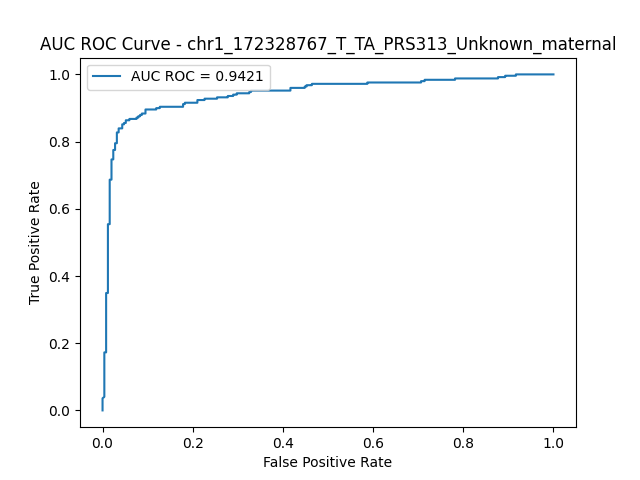 AUC ROC Curve - chr1_172328767_T_TA_PRS313_Unknown_maternal
AUC ROC = 0.9421
1.0
0.8
0.6
0.4
0.2
0.0
True Positive Rate
0.0 0.2 0.4 0.6 0.8 1.0
False Positive Rate